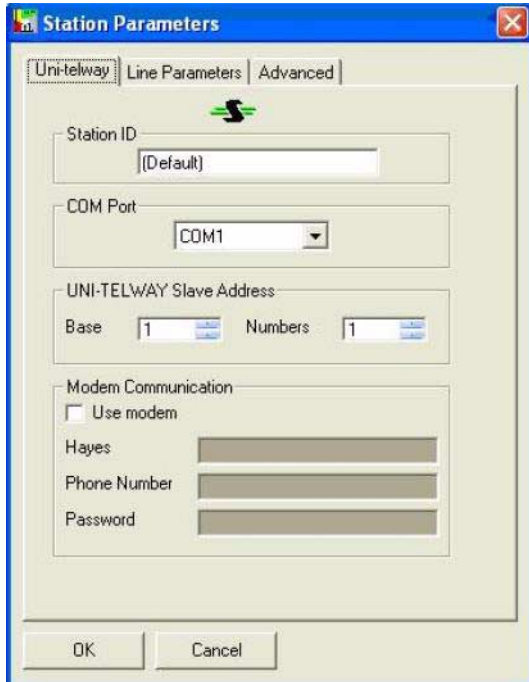 Station Parameters
Uni-telway Line Parameters Advanced
Station ID
(Default)
COM Port
COM1
UNI-TELWAY Slave Address
Base 1 Numbers 1
Modem Communication
Use modem
Hayes
Phone Number
Password
OK Cancel